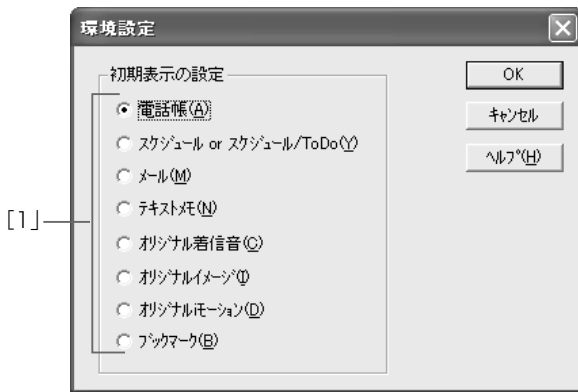 環境設定
初期表示の設定
電話帳(A)
スケジュール or スケジュール/ToDo(Y)
メール(M)
テキストメモ(N)
オリジナル着信音(C)
オリジナルイメージ(I)
オリジナルiモーション(D)
ブックマーク(B)
OK
キャンセル
ヘルプ(H)
[1]